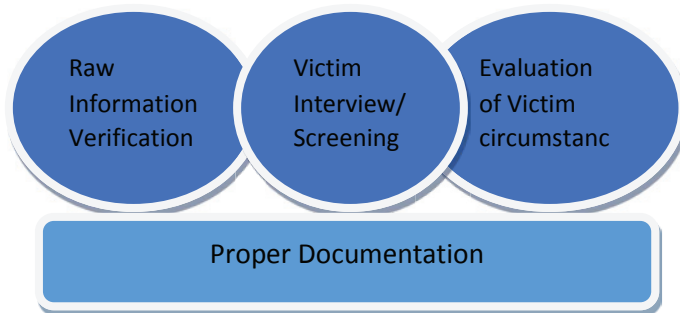 Raw
Information
Verification
Victim
Interview/
Screening
Evaluation
of Victim
circumstanc
Proper Documentation